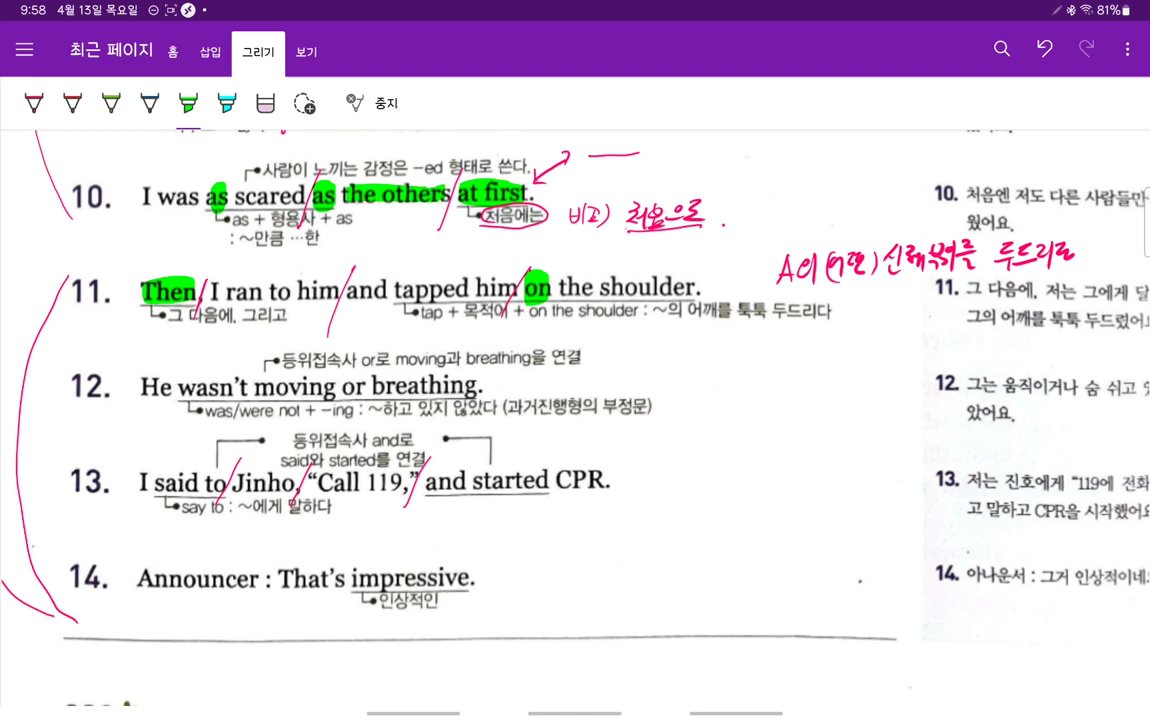 9:58 4월 13일 목요일
81%
최근 페이지 홈 삽입 그리기 보기
중지
사람이 느끼는 감정은 -ed 형태로 쓴다.
10. I was as scared as the others at first.
as + 형용사 + as
: ~만큼 …한
처음에는
비교) 처음으로.
10. 처음엔 저도 다른 사람들만
웠어요.
A의 (어떤) 신체부위를 두드리다
11. Then, I ran to him and tapped him on the shoulder.
그 다음에, 그리고
tap + 목적어 + on the shoulder : ~의 어깨를 툭툭 두드리다
11. 그 다음에, 저는 그에게 달
그의 어깨를 툭툭 두드렸어
등위접속사 or로 moving과 breathing을 연결
12. He wasn't moving or breathing.
was/were not + -ing : ~하고 있지 않았다 (과거진행형의 부정문)
12. 그는 움직이거나 숨 쉬고
았어요.
등위접속사 and로
said와 started를 연결
13. I said to Jinho, “Call 119,” and started CPR.
say to : ~에게 말하다
13. 저는 진호에게 “119에 전화
고 말하고 CPR을 시작했어
14. Announcer : That's impressive.
인상적인
14. 아나운서 : 그거 인상적이네